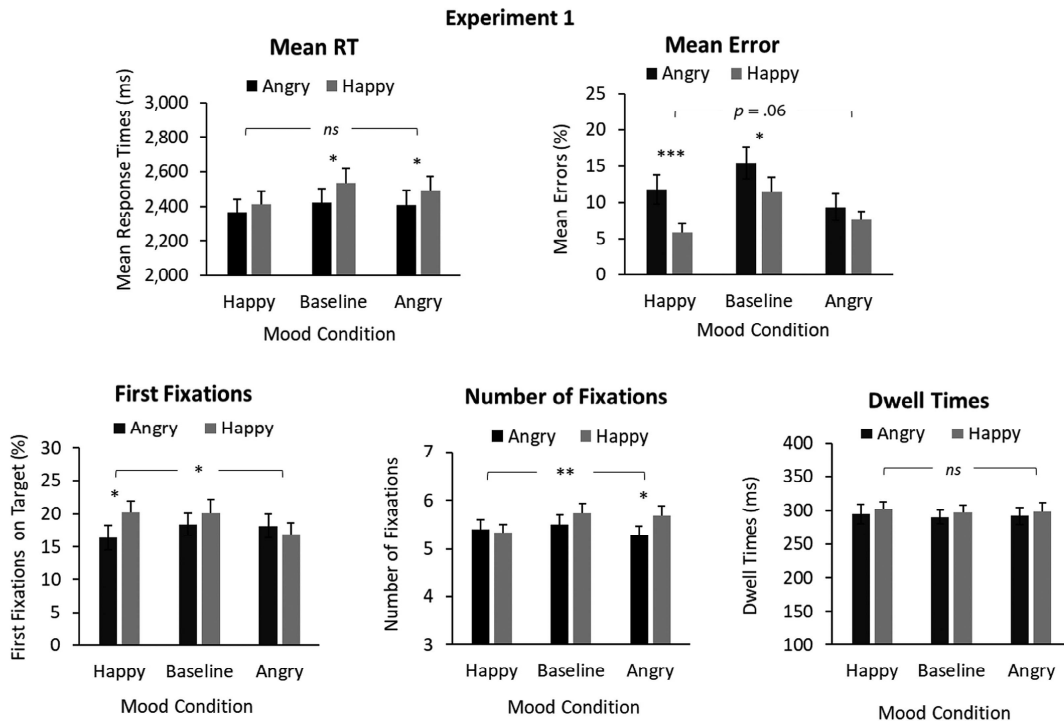 Experiment 1
Mean RT
Angry Happy
Mean Response Times (ms)
3,000
2,800
2,600
2,400
2,200
2,000
ns
*
*
Happy Baseline Angry
Mood Condition
Mean Error
Angry Happy
Mean Errors (%)
25
20
15
10
5
0
p = .06
***
*
Happy Baseline Angry
Mood Condition
First Fixations
Angry Happy
First Fixations on Target (%)
30
25
20
15
10
5
0
*
*
Happy Baseline Angry
Mood Condition
Number of Fixations
Angry Happy
Number of Fixaations
7
6
5
4
3
**
*
Happy Baseline Angry
Mood Condition
Dwell Times
Angry Happy
Dwell Times (ms)
400
350
300
250
200
150
100
ns
Happy Baseline Angry
Mood Condition